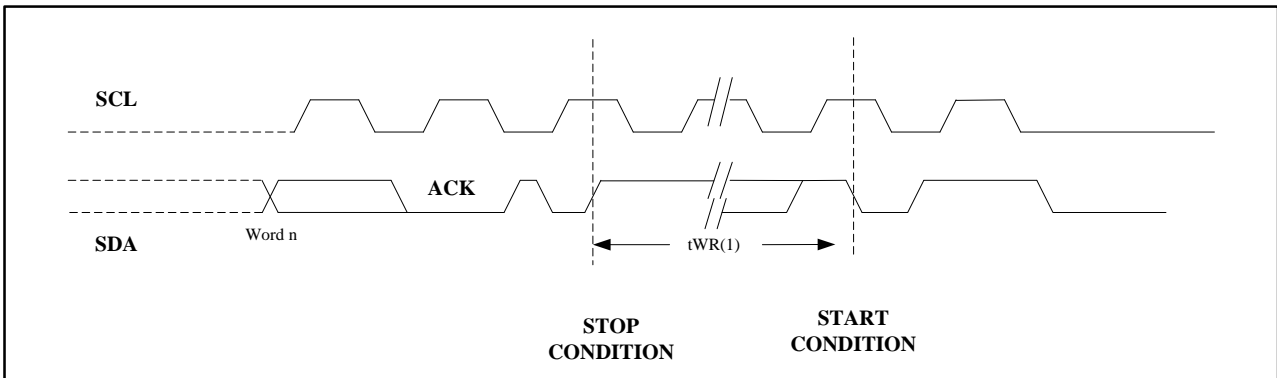 SCL
ACK
Word n
SDA
tWR(1)
STOP
CONDITION
START
CONDITION